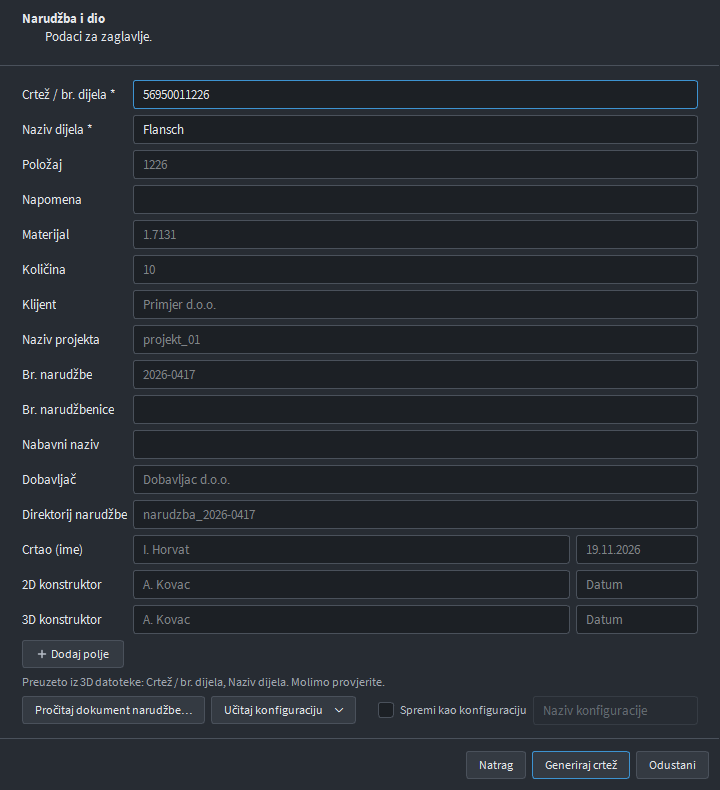 Narudžba i dio
Podaci za zaglavlje.
Crtež / br. dijela * 56950011226
Naziv dijela * Flansch
Položaj 1226
Napomena
Materijal 1.7131
Količina 10
Klijent Primjer d.o.o.
Naziv projekta projekt_01
Br. narudžbe 2026-0417
Br. narudžbenice
Nabavni naziv
Dobavljač Dobavljac d.o.o.
Direktorij narudžbe narudzba_2026-0417
Crtao (ime) I. Horvat 19.11.2026
2D konstruktor A. Kovac Datum
3D konstruktor A. Kovac Datum
+ Dodaj polje
Preuzeto iz 3D datoteke: Crtež / br. dijela, Naziv dijela. Molimo provjerite.
Pročitaj dokument narudžbe... Učitaj konfiguraciju Spremi kao konfiguraciju Naziv konfiguracije
Natrag Generiraj crtež Odustani